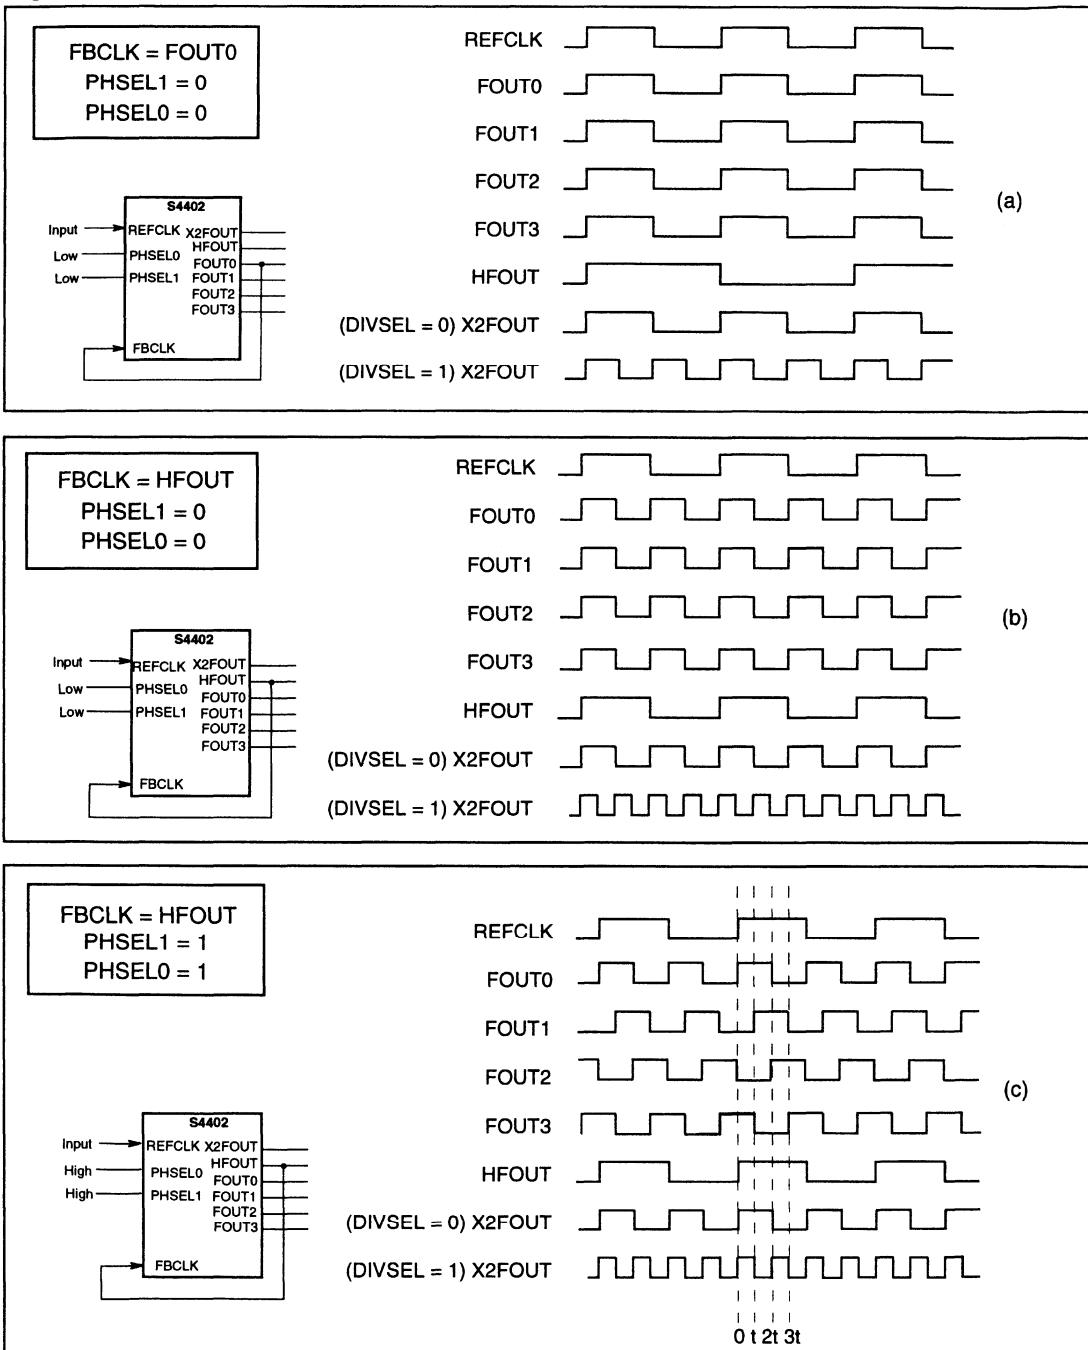 FBCLK = FOUT0
PHSEL1 = 0
PHSEL0 = 0
S4402
Input REFCLK X2FOUT
HFOUT
Low PHSEL0
FOUT0
Low PHSEL1 FOUT1
FOUT2
FOUT3
FBCLK
REFCLK
FOUT0
FOUT1
FOUT2
FOUT3
HFOUT
(DIVSEL = 0) X2FOUT
(DIVSEL = 1) X2FOUT
(a)
FBCLK = HFOUT
PHSEL1 = 0
PHSEL0 = 0
S4402
Input REFCLK X2FOUT
HFOUT
Low PHSEL0
FOUT0
Low PHSEL1 FOUT1
FOUT2
FOUT3
FBCLK
REFCLK
FOUT0
FOUT1
FOUT2
FOUT3
HFOUT
(DIVSEL = 0) X2FOUT
(DIVSEL = 1) X2FOUT
(b)
FBCLK = HFOUT
PHSEL1 = 1
PHSEL0 = 1
S4402
Input REFCLK X2FOUT
HFOUT
High PHSEL0
FOUT0
High PHSEL1 FOUT1
FOUT2
FOUT3
FBCLK
REFCLK
FOUT0
FOUT1
FOUT2
FOUT3
HFOUT
(DIVSEL = 0) X2FOUT
(DIVSEL = 1) X2FOUT
0 t 2t 3t
(c)